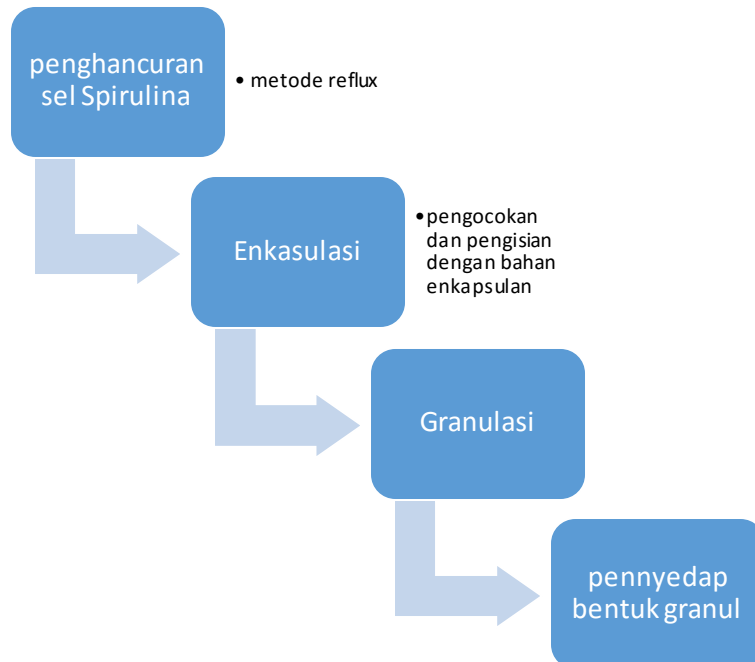 penghancuran
sel Spirulina
• metode reflux
Enkasulasi
•pengocokan
dan pengisian
dengan bahan
enkapsulan
Granulasi
pennyedap
bentuk granul